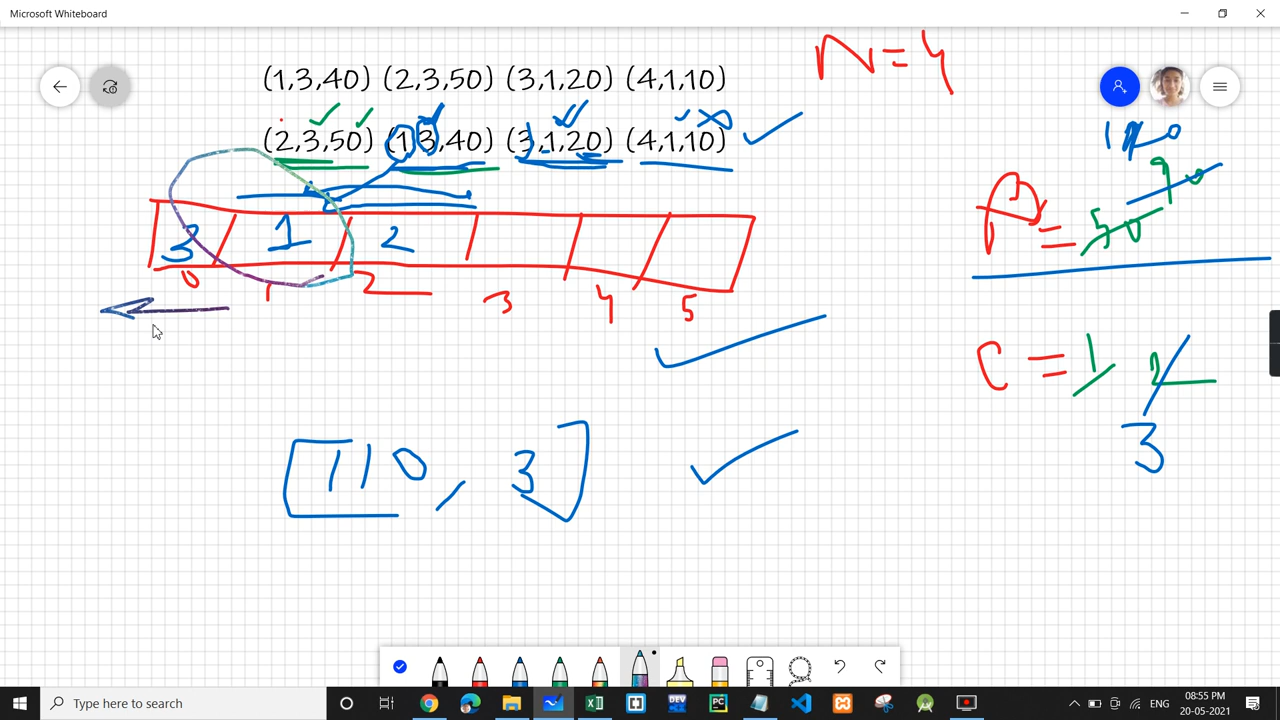 Microsoft Whiteboard
N=4
(1,3,40) (2,3,50) (3,1,20) (4,1,10)
(2,3,50) (1,3,40) (3,1,20) (4,1,10)
3 1 2
0 1 2 3 4 5
= 50 90
C = 1 2
3
110, 3
Type here to search
ENG
08:55 PM
20-05-2021